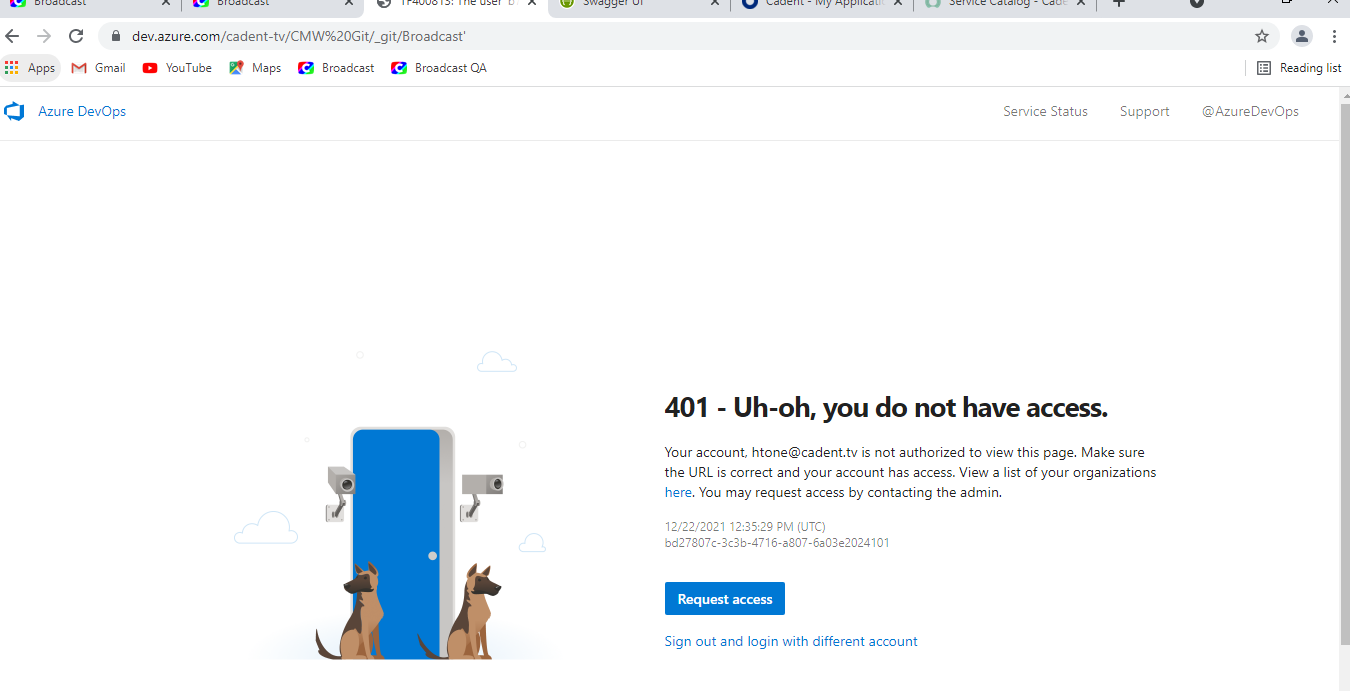 Broadcast
Broadcast
TF400813: The user
Swagger UI
Cadent - My Applicati
Service Catalog - Cade
dev.azure.com/cadent-tv/CMW%20Git/_git/Broadcast'
Apps Gmail YouTube Maps Broadcast Broadcast QA Reading list
Azure DevOps Service Status Support @AzureDevOps
401 - Uh-oh, you do not have access.
Your account, htone@cadent.tv is not authorized to view this page. Make sure
the URL is correct and your account has access. View a list of your organizations
here. You may request access by contacting the admin.
12/22/2021 12:35:29 PM (UTC)
bd27807c-3c3b-4716-a807-6a03e2024101
Request access
Sign out and login with different account